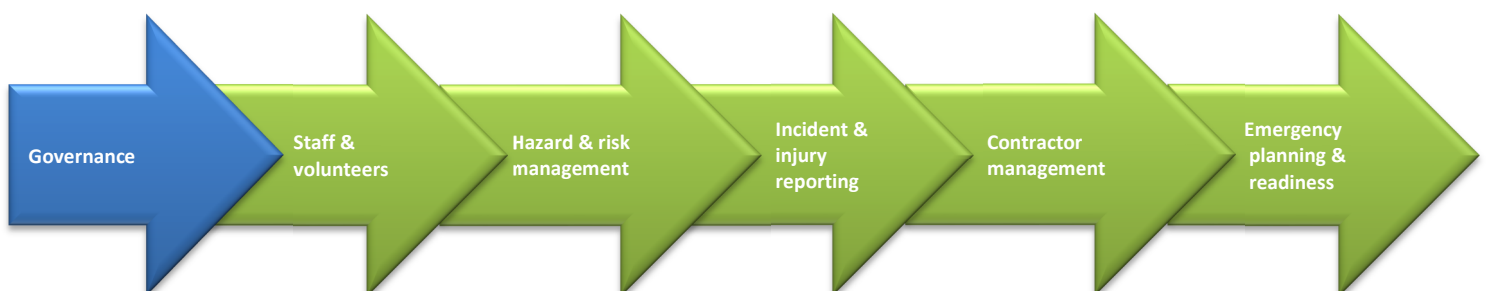 Governance
Staff &
volunteers
Hazard & risk
management
Incident &
injury
reporting
Contractor
management
Emergency
planning &
readiness